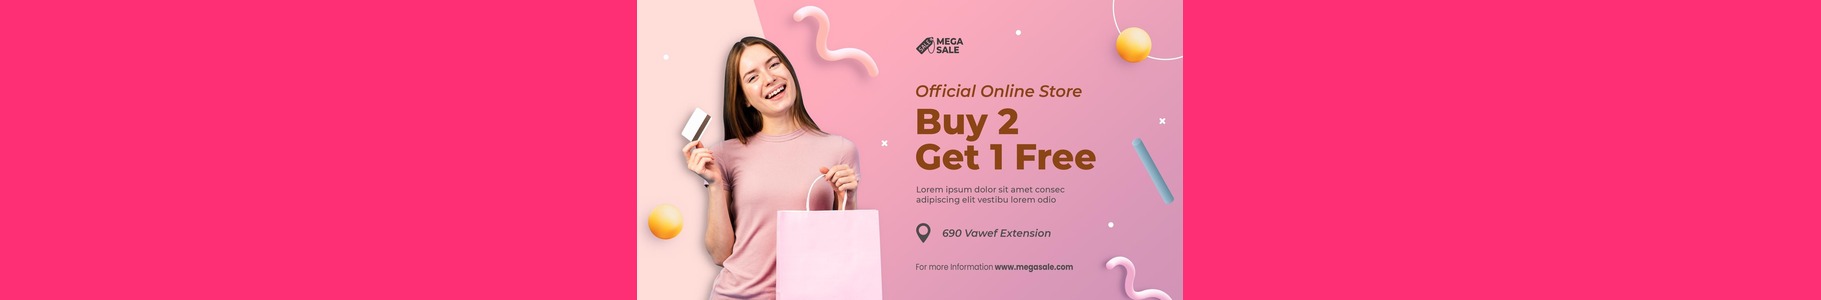 MEGA
SALE
Official Online Store
Buy 2
Get 1 Free
Lorem ipsum dolor sit amet consec
adipiscing elit vestibu lorem odio
690 Vawef Extension
For more Information www.megasale.com